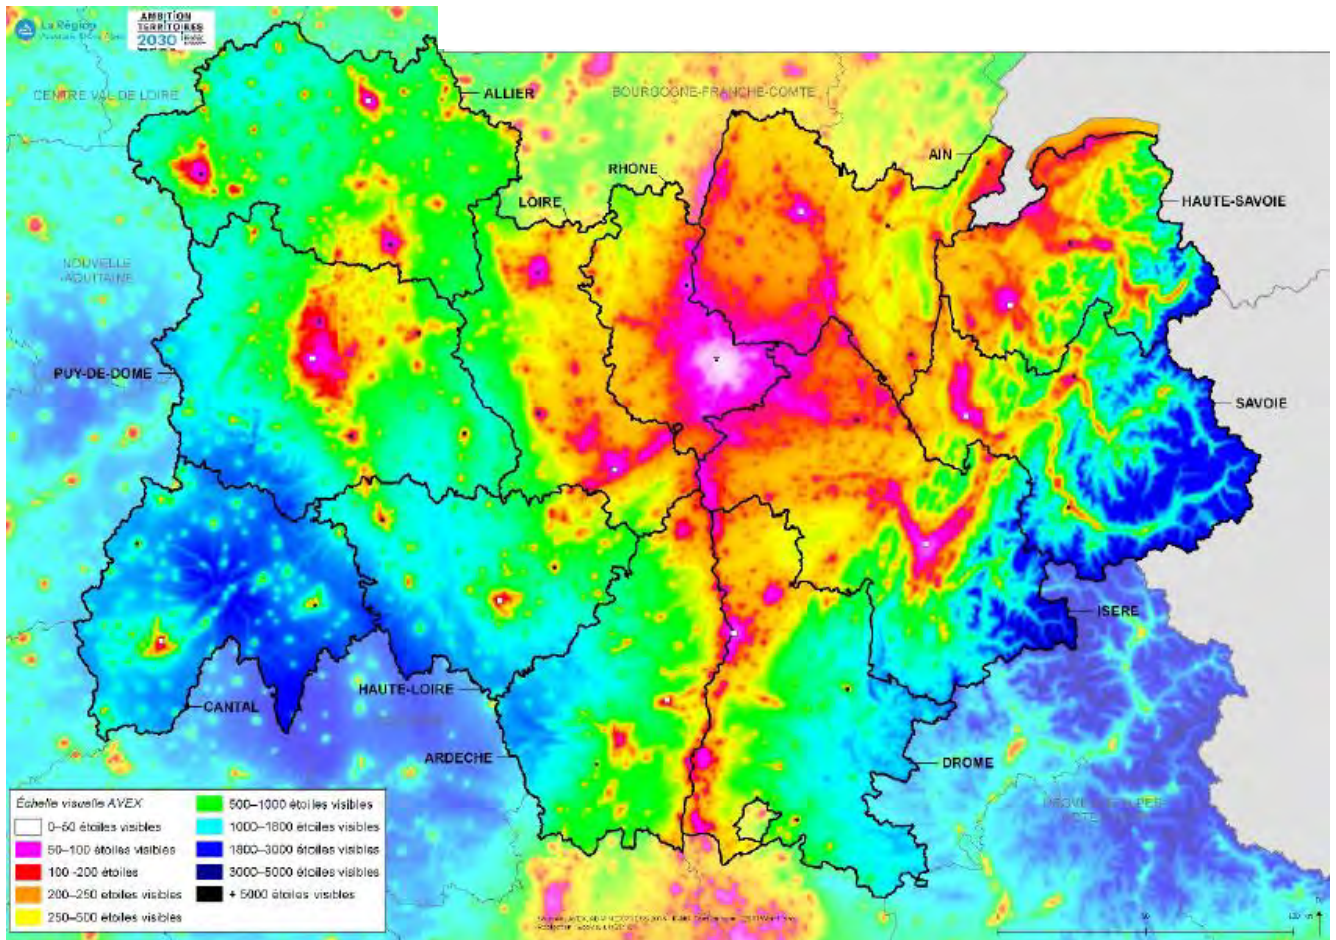 La Région
AMBITION
TERRITOIRES
2030
CENTRE VAL DE LOIRE
ALLIER
BOURGOGNE-FRANCHE-COMTE
AIN
RHONE
LOIRE
HAUTE-SAVOIE
NOUVELLE
-AQUITAINE
PUY-DE-DOME
SAVOIE
ISERE
HAUTE-LOIRE
CANTAL
ARDECHE
DROME
Échelle visuelle AVEX
0–50 étoiles visibles
50–100 étoiles visibles
100 -200 étoiles
200–250 étoiles visibles
250–500 étoiles visibles
500–1000 étoiles visibles
1000–1800 étoiles visibles
1800–3000 étoiles visibles
3000–5000 étoiles visibles
+ 5000 étoiles visibles